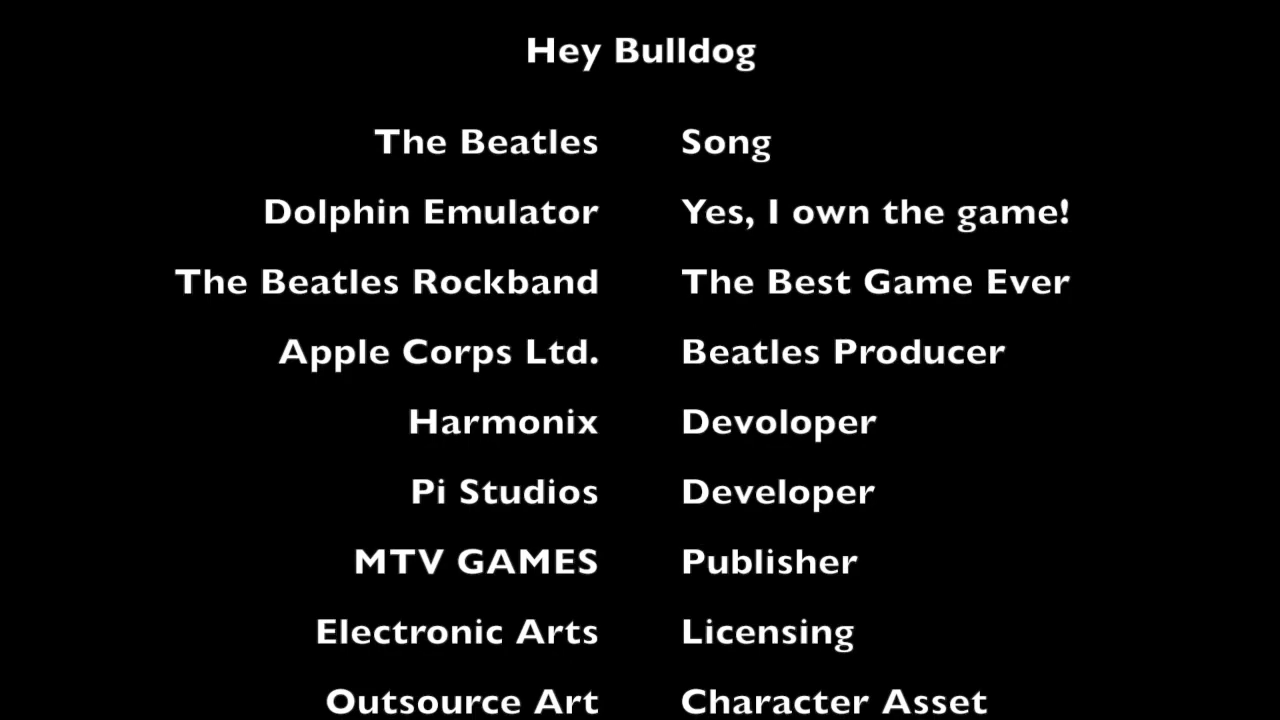 Hey Bulldog
The Beatles Song
Dolphin Emulator Yes, I own the game!
The Beatles Rockband The Best Game Ever
Apple Corps Ltd. Beatles Producer
Harmonix Devoloper
Pi Studios Developer
MTV GAMES Publisher
Electronic Arts Licensing
Outsource Art Character Asset